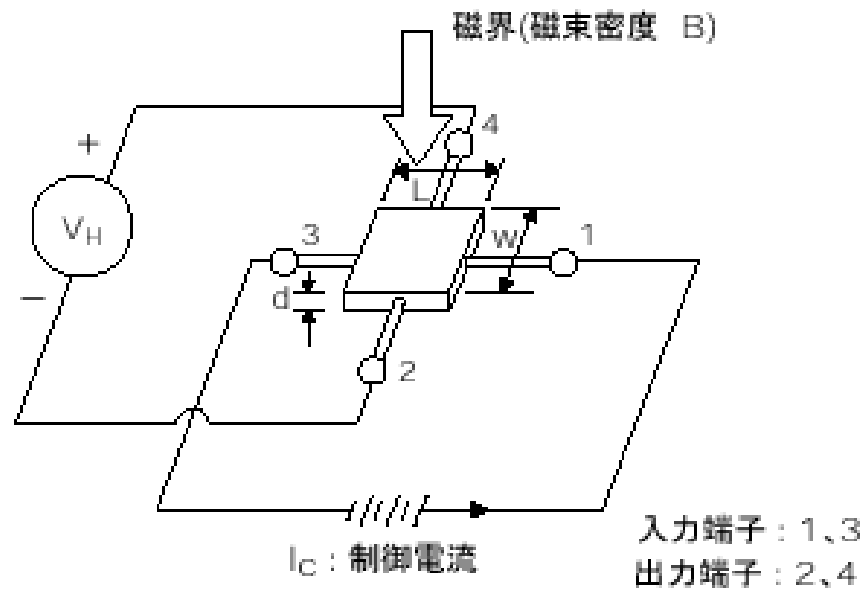 磁界(磁束密度 B)
4
+
L
VH
3
w
1
d
−
2
IC : 制御電流
入力端子 : 1、3
出力端子 : 2、4